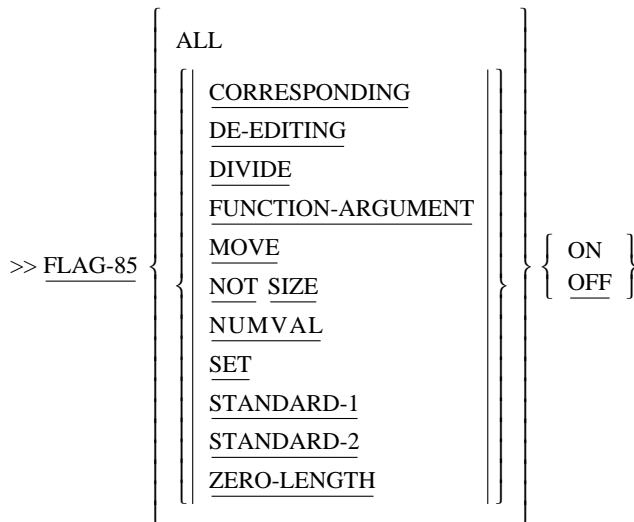 ALL
CORRESPONDING
DE-EDITING
DIVIDE
FUNCTION-ARGUMENT
MOVE
>> FLAG-85
NOT SIZE
NUMVAL
SET
STANDARD-1
STANDARD-2
ZERO-LENGTH
ON
OFF